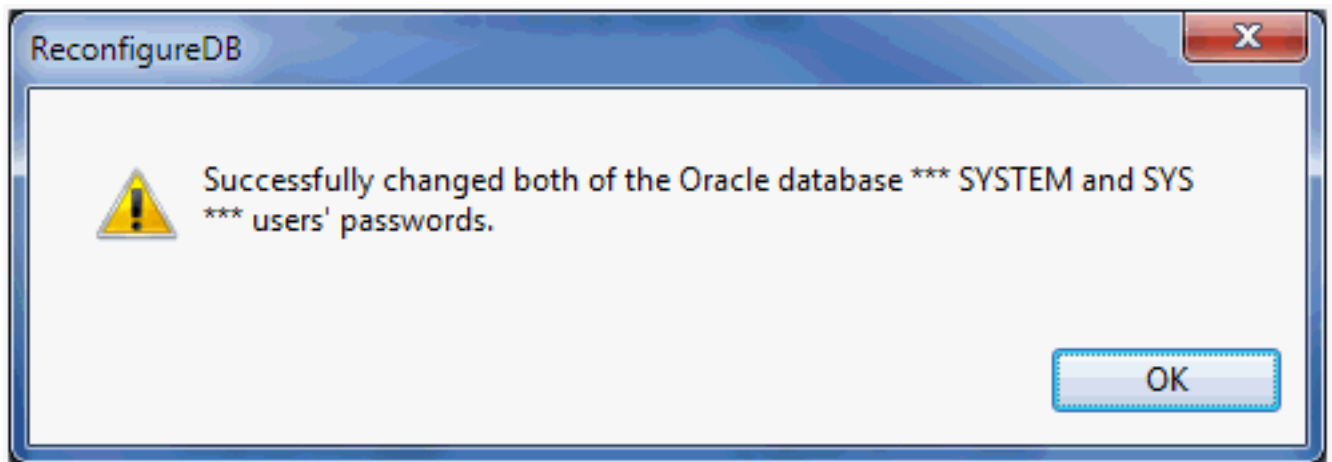 ReconfigureDB
Successfully changed both of the Oracle database *** SYSTEM and SYS
*** users' passwords.
OK